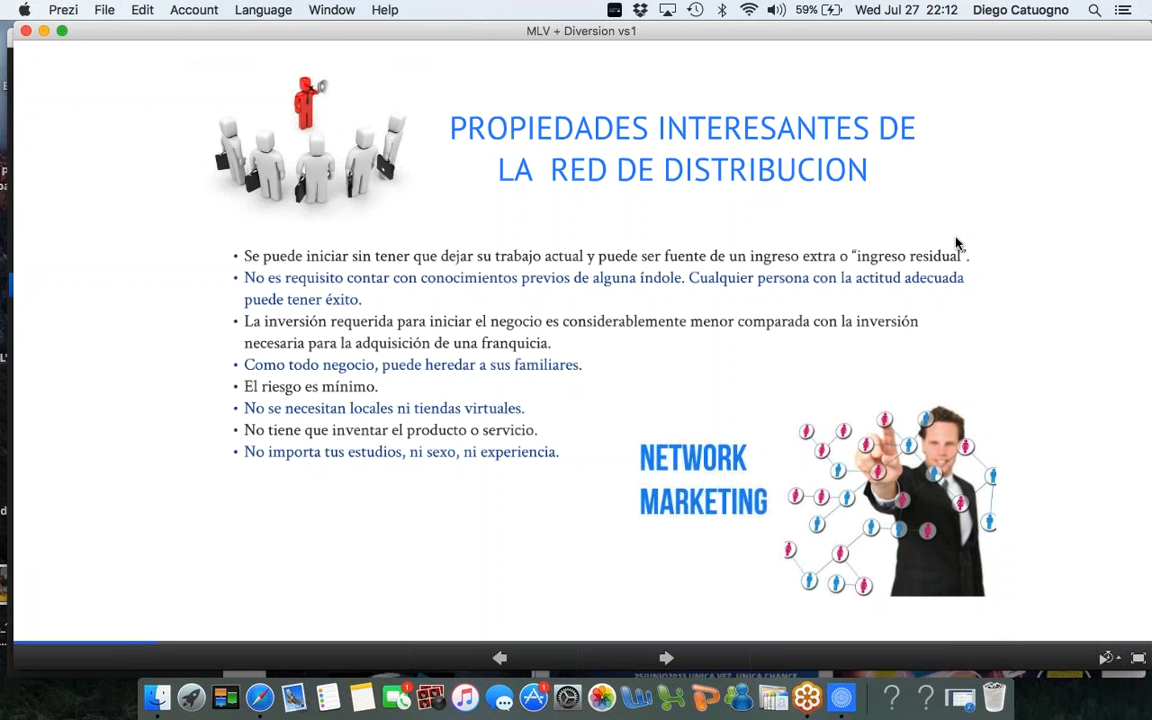 Prezi File Edit Account Language Window Help 59% Wed Jul 27 22:12 Diego Catuogno
MLV + Diversion vs1
PROPIEDADES INTERESANTES DE
LA RED DE DISTRIBUCION
• Se puede iniciar sin tener que dejar su trabajo actual y puede ser fuente de un ingreso extra o “ingreso residual”.
• No es requisito contar con conocimientos previos de alguna índole. Cualquier persona con la actitud adecuada
puede tener éxito.
• La inversión requerida para iniciar el negocio es considerablemente menor comparada con la inversión
necesaria para la adquisición de una franquicia.
• Como todo negocio, puede heredar a sus familiares.
• El riesgo es mínimo.
• No se necesitan locales ni tiendas virtuales.
• No tiene que inventar el producto o servicio.
• No importa tus estudios, ni sexo, ni experiencia.
NETWORK
MARKETING